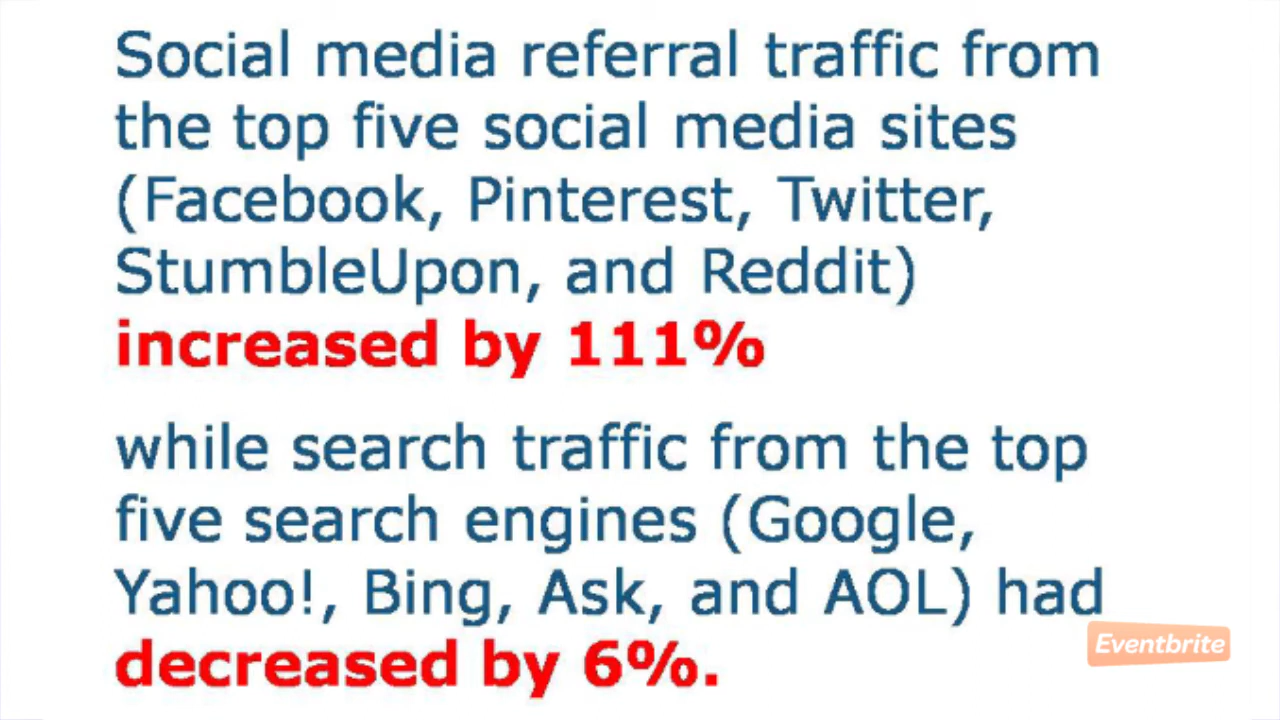 Social media referral traffic from
the top five social media sites
(Facebook, Pinterest, Twitter,
StumbleUpon, and Reddit)
increased by 111%
while search traffic from the top
five search engines (Google,
Yahoo!, Bing, Ask, and AOL) had
decreased by 6%.
Eventbrite